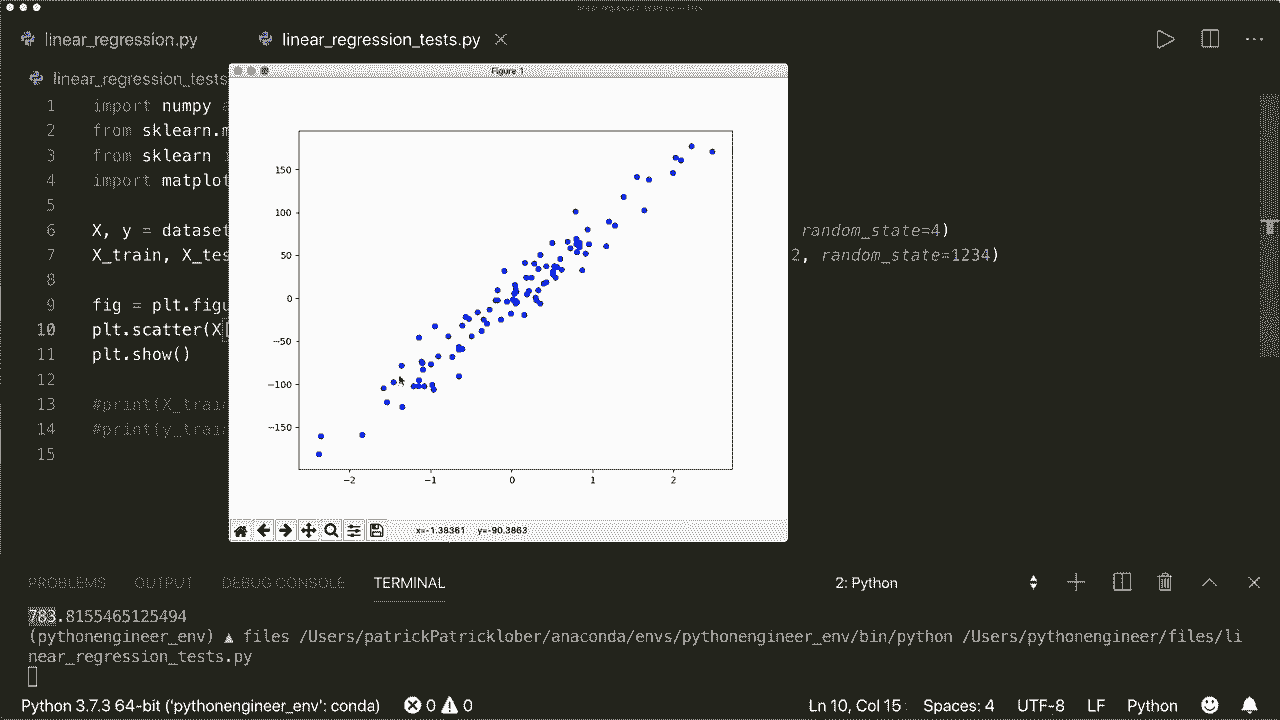 linear_regression.py linear_regression_tests.py
linear_regression_tests
Figure 1
1 import numpy
2 from sklearn.m
3 from sklearn
4 import matplot
5
6 X, y = dataset random_state=4)
7 X_train, X_tes 2, random_state=1234)
8
9 fig = plt.figu
10 plt.scatter(X
11 plt.show()
12
13 #print(X_trai
14 #print(y_trai
15
150
100
50
0
−50
−100
−150
−2 −1 0 1 2
x=-1.38361 y=-90.3863
PROBLEMS OUTPUT DEBUG CONSOLE TERMINAL 2: Python
783.8155465125494
(pythonengineer_env) ▲ files /Users/patrickPatricklober/anaconda/envs/pythonengineer_env/bin/python /Users/pythonengineer/files/li
near_regression_tests.py
Python 3.7.3 64-bit ('pythonengineer_env': conda) 0 0 Ln 10, Col 15 Spaces: 4 UTF-8 LF Python